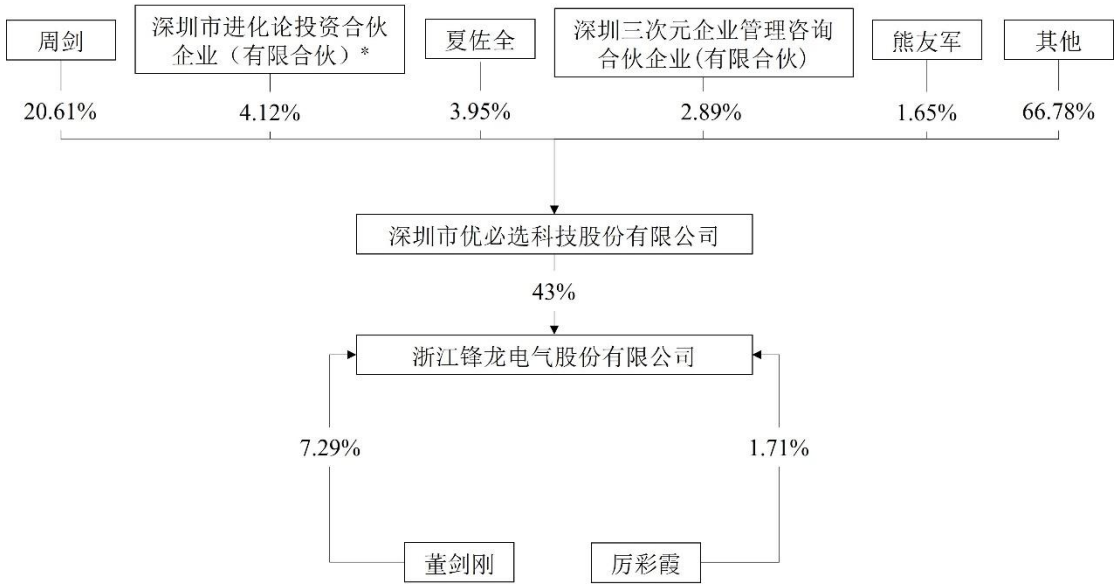 周剑
深圳市进化论投资合伙
企业（有限合伙）*
夏佐全
深圳三次元企业管理咨询
合伙企业(有限合伙)
熊友军
其他
20.61%
4.12%
3.95%
2.89%
1.65%
66.78%
深圳市优必选科技股份有限公司
43%
浙江锋龙电气股份有限公司
7.29%
1.71%
董剑刚
厉彩霞